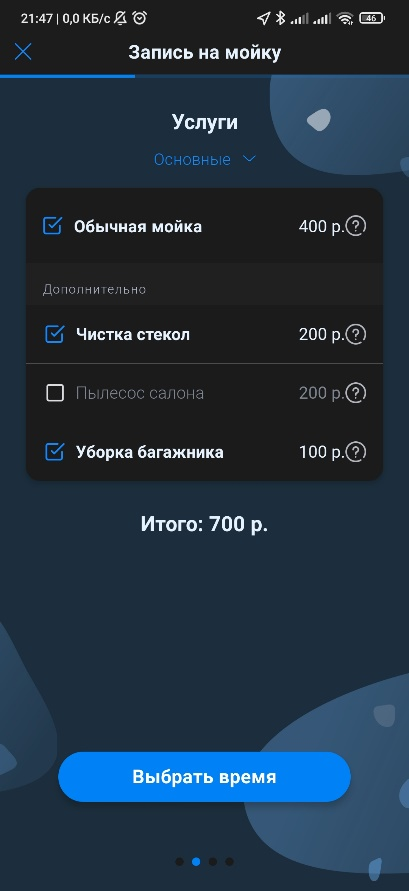 21:47 | 0,0 КБ/с 46
Запись на мойку
Услуги
Основные
Обычная мойка 400 р. ?
Дополнительно
Чистка стекол 200 р. ?
Пылесос салона 200 р. ?
Уборка багажника 100 р. ?
Итого: 700 р.
Выбрать время